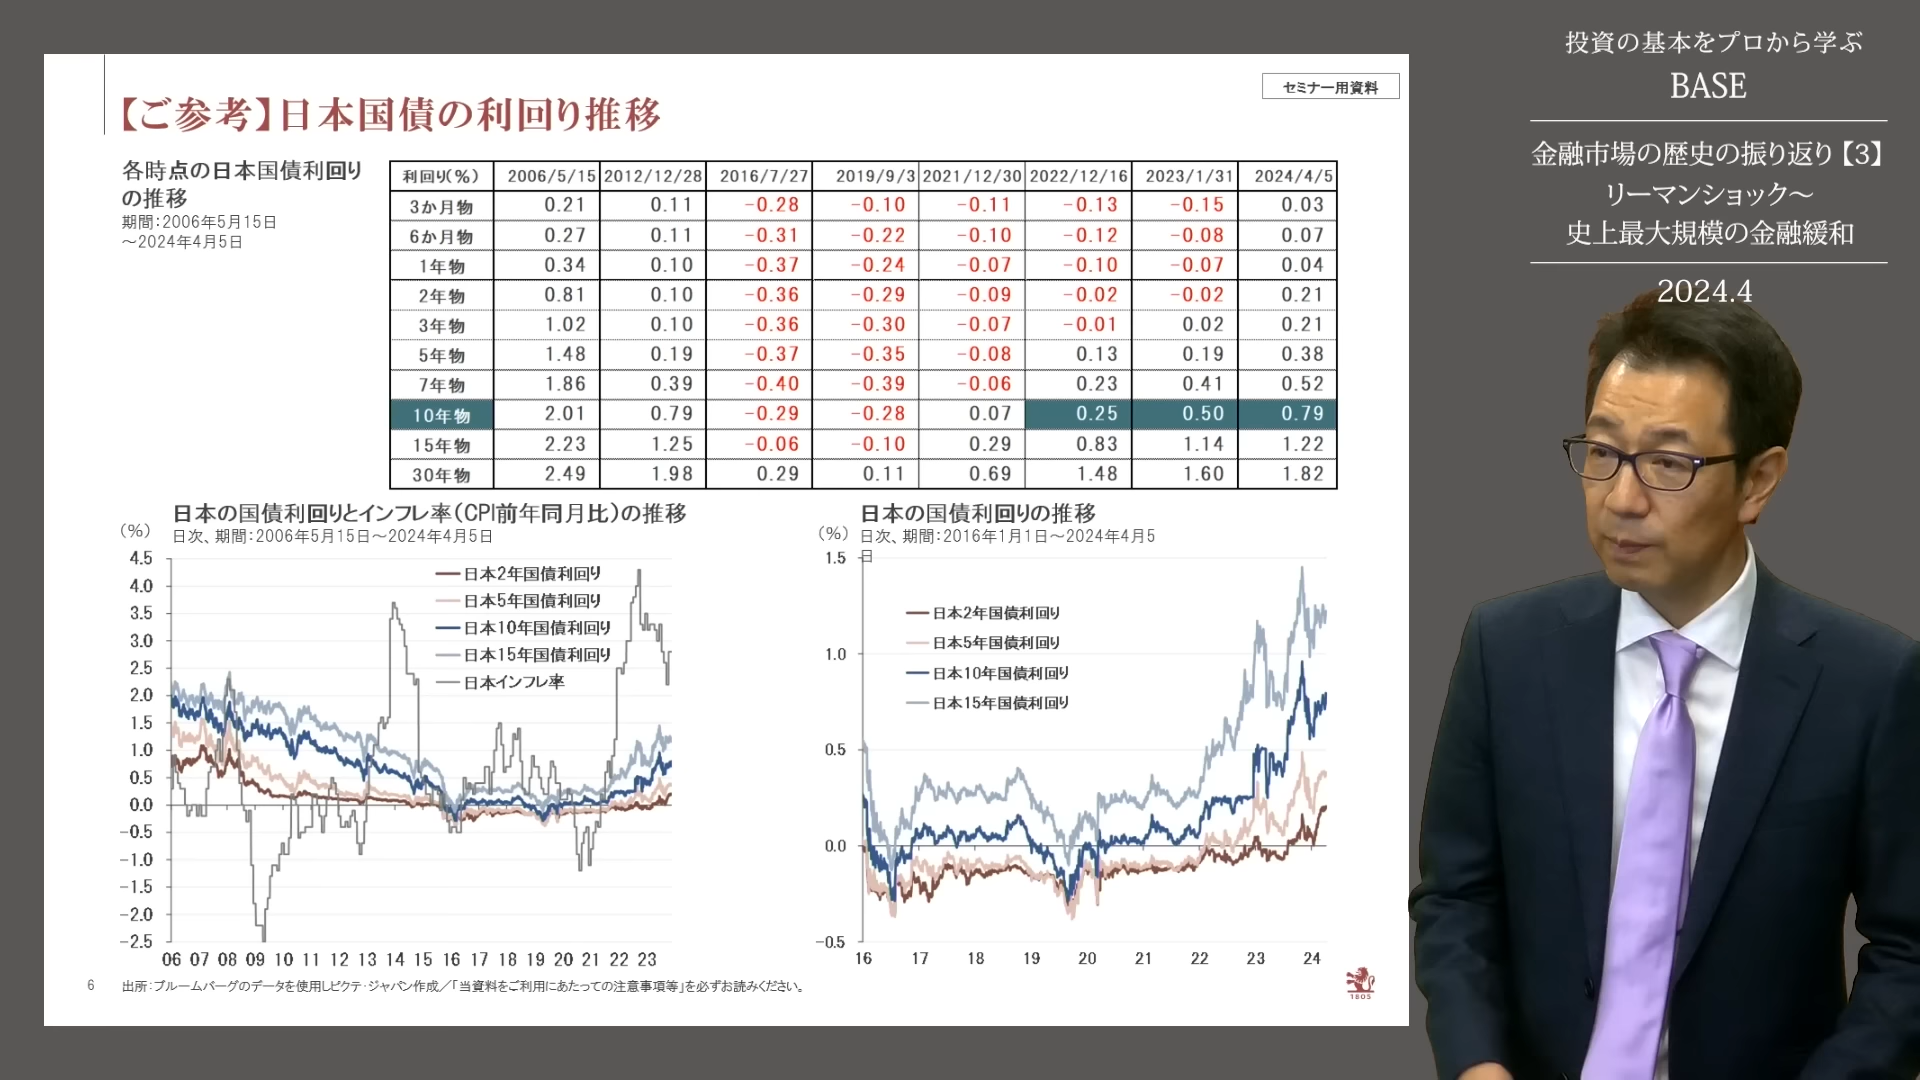 セミナー用資料
【ご参考】日本国債の利回り推移
各時点の日本国債利回り
の推移
期間：2006年5月15日
～2024年4月5日
利回り(％) 2006/5/15 2012/12/28 2016/7/27 2019/9/3 2021/12/30 2022/12/16 2023/1/31 2024/4/5
3か月物 0.21 0.11 −0.28 −0.10 −0.11 −0.13 −0.15 0.03
6か月物 0.27 0.11 −0.31 −0.22 −0.10 −0.12 −0.08 0.07
1年物 0.34 0.10 −0.37 −0.24 −0.07 −0.10 −0.07 0.04
2年物 0.81 0.10 −0.36 −0.29 −0.09 −0.02 −0.02 0.21
3年物 1.02 0.10 −0.36 −0.30 −0.07 −0.01 0.02 0.21
5年物 1.48 0.19 −0.37 −0.35 −0.08 0.13 0.19 0.38
7年物 1.86 0.39 −0.40 −0.39 −0.06 0.23 0.41 0.52
10年物 2.01 0.79 −0.29 −0.28 0.07 0.25 0.50 0.79
15年物 2.23 1.25 −0.06 −0.10 0.29 0.83 1.14 1.22
30年物 2.49 1.98 0.29 0.11 0.69 1.48 1.60 1.82
日本の国債利回りとインフレ率（CPI前年同月比）の推移
(％) 日次、期間：2006年5月15日～2024年4月5日
4.5
4.0
3.5
3.0
2.5
2.0
1.5
1.0
0.5
0.0
−0.5
−1.0
−1.5
−2.0
−2.5
日本2年国債利回り
日本5年国債利回り
日本10年国債利回り
日本15年国債利回り
日本インフレ率
06 07 08 09 10 11 12 13 14 15 16 17 18 19 20 21 22 23
日本の国債利回りの推移
(％) 日次、期間：2016年1月1日～2024年4月5
日
1.5
1.0
0.5
0.0
−0.5
日本2年国債利回り
日本5年国債利回り
日本10年国債利回り
日本15年国債利回り
16 17 18 19 20 21 22 23 24
6 出所：ブルームバーグのデータを使用しピクテ・ジャパン作成／「当資料をご利用にあたっての注意事項等」を必ずお読みください。
1805
投資の基本をプロから学ぶ
BASE
金融市場の歴史の振り返り【3】
リーマンショック～
史上最大規模の金融緩和
2024.4